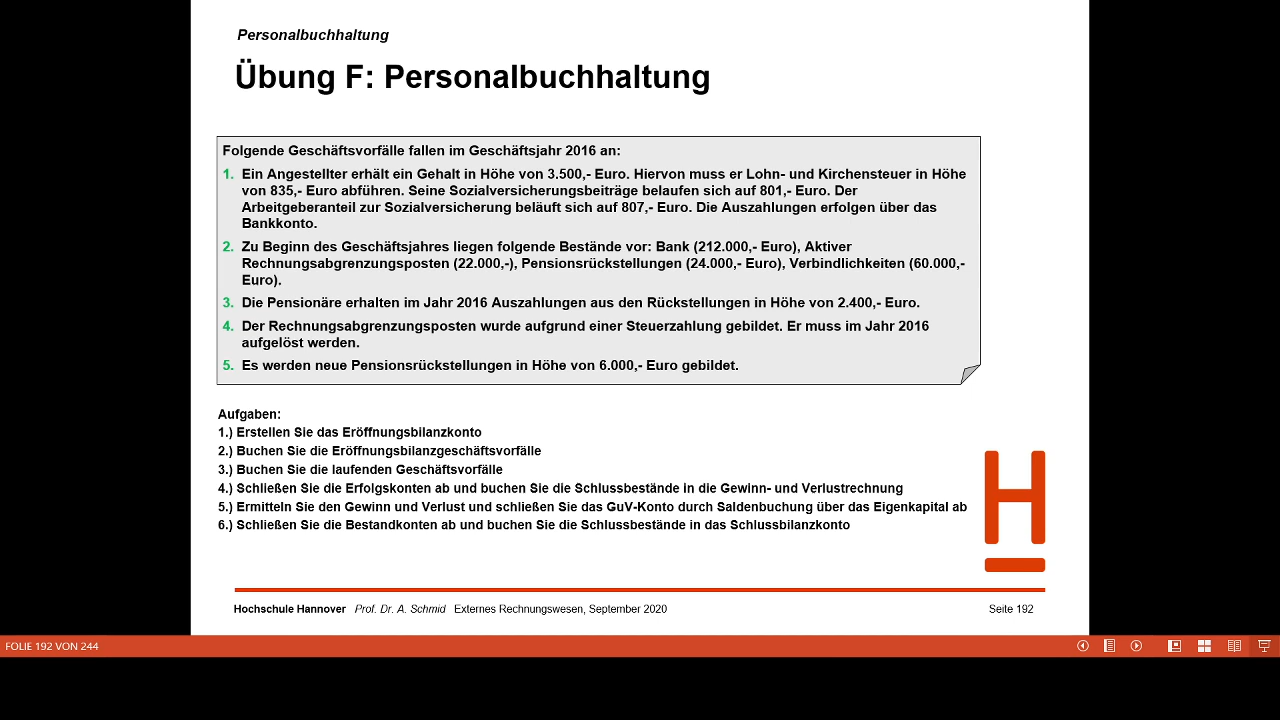 Personalbuchhaltung
Übung F: Personalbuchhaltung
Folgende Geschäftsvorfälle fallen im Geschäftsjahr 2016 an:
1. Ein Angestellter erhält ein Gehalt in Höhe von 3.500,- Euro. Hiervon muss er Lohn- und Kirchensteuer in Höhe
von 835,- Euro abführen. Seine Sozialversicherungsbeiträge belaufen sich auf 801,- Euro. Der
Arbeitgeberanteil zur Sozialversicherung beläuft sich auf 807,- Euro. Die Auszahlungen erfolgen über das
Bankkonto.
2. Zu Beginn des Geschäftsjahres liegen folgende Bestände vor: Bank (212.000,- Euro), Aktiver
Rechnungsabgrenzungsposten (22.000,-), Pensionsrückstellungen (24.000,- Euro), Verbindlichkeiten (60.000,-
Euro).
3. Die Pensionäre erhalten im Jahr 2016 Auszahlungen aus den Rückstellungen in Höhe von 2.400,- Euro.
4. Der Rechnungsabgrenzungsposten wurde aufgrund einer Steuerzahlung gebildet. Er muss im Jahr 2016
aufgelöst werden.
5. Es werden neue Pensionsrückstellungen in Höhe von 6.000,- Euro gebildet.
Aufgaben:
1.) Erstellen Sie das Eröffnungsbilanzkonto
2.) Buchen Sie die Eröffnungsbilanzgeschäftsvorfälle
3.) Buchen Sie die laufenden Geschäftsvorfälle
4.) Schließen Sie die Erfolgskonten ab und buchen Sie die Schlussbestände in die Gewinn- und Verlustrechnung
5.) Ermitteln Sie den Gewinn und Verlust und schließen Sie das GuV-Konto durch Saldenbuchung über das Eigenkapital ab
6.) Schließen Sie die Bestandkonten ab und buchen Sie die Schlussbestände in das Schlussbilanzkonto
H
Hochschule Hannover Prof. Dr. A. Schmid Externes Rechnungswesen, September 2020 Seite 192
FOLIE 192 VON 244